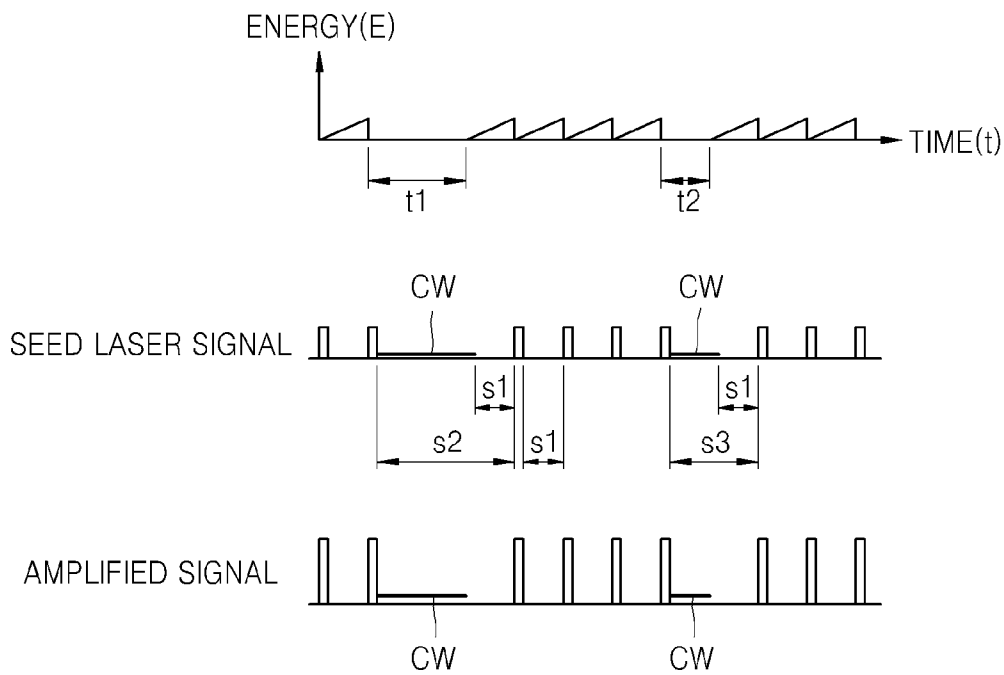 ENERGY(E)
TIME(t)
t1
t2
CW
CW
SEED LASER SIGNAL
s1
s1
s2
s1
s3
AMPLIFIED SIGNAL
CW
CW